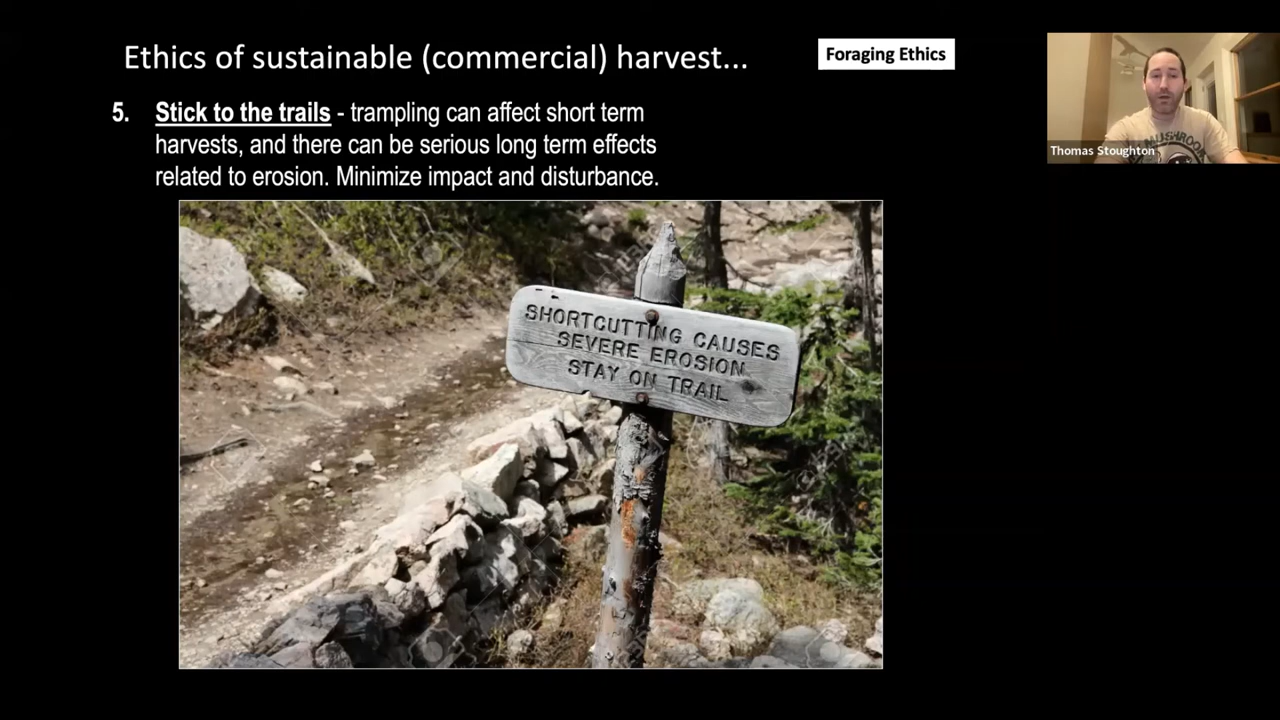 Ethics of sustainable (commercial) harvest...
Foraging Ethics
5. Stick to the trails - trampling can affect short term
harvests, and there can be serious long term effects
related to erosion. Minimize impact and disturbance.
SHORTCUTTING CAUSES
SEVERE EROSION
STAY ON TRAIL
Thomas Stoughton